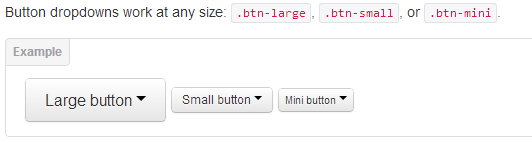 Button dropdowns work at any size: .btn-large, .btn-small, or .btn-mini.
Example
Large button Small button Mini button